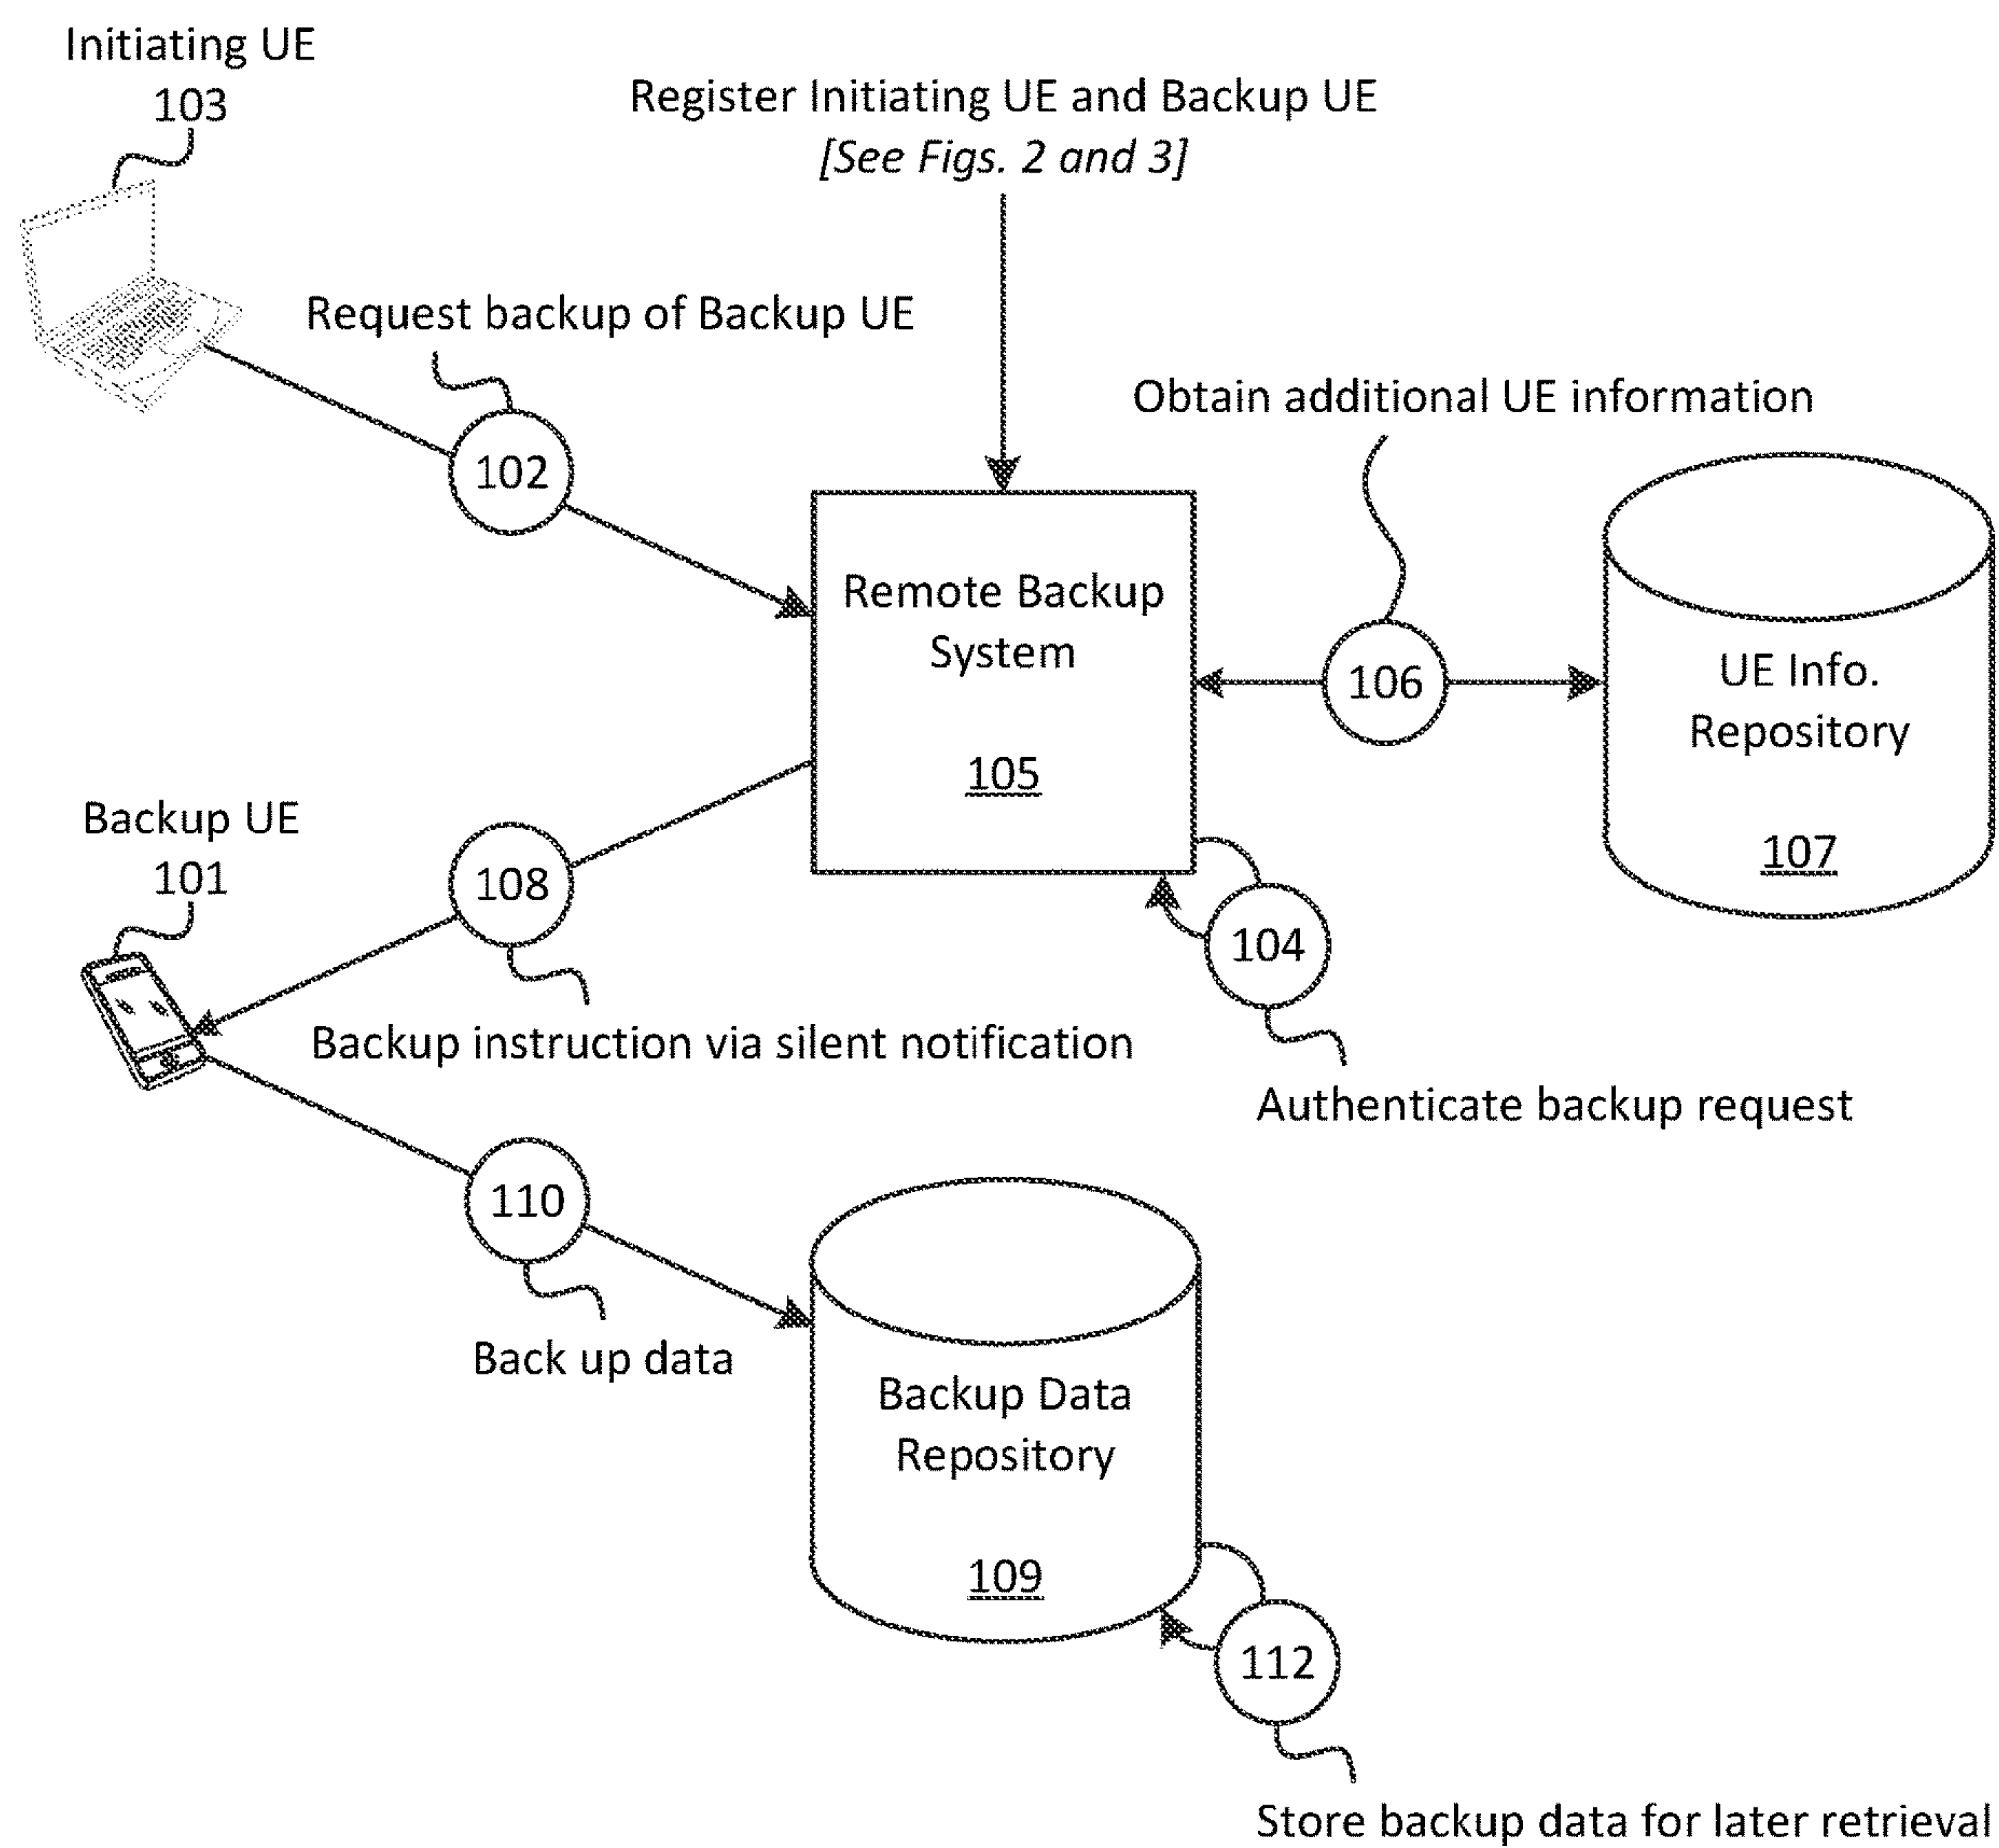 Initiating UE
103
Register Initiating UE and Backup UE
[See Figs. 2 and 3]
Request backup of Backup UE
102
Obtain additional UE information
Remote Backup
System
105
106
UE Info.
Repository
107
Backup UE
101
108
104
Backup instruction via silent notification
Authenticate backup request
110
Back up data
Backup Data
Repository
109
112
Store backup data for later retrieval